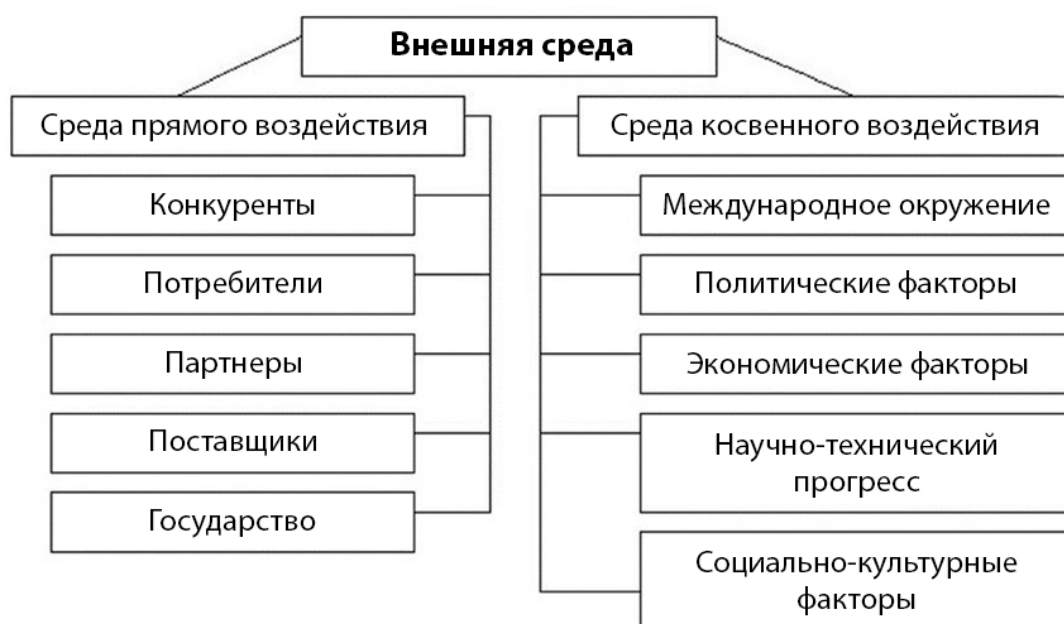 Внешняя среда
Среда прямого воздействия
Конкуренты
Потребители
Партнеры
Поставщики
Государство
Среда косвенного воздействия
Международное окружение
Политические факторы
Экономические факторы
Научно-технический
прогресс
Социально-культурные
факторы